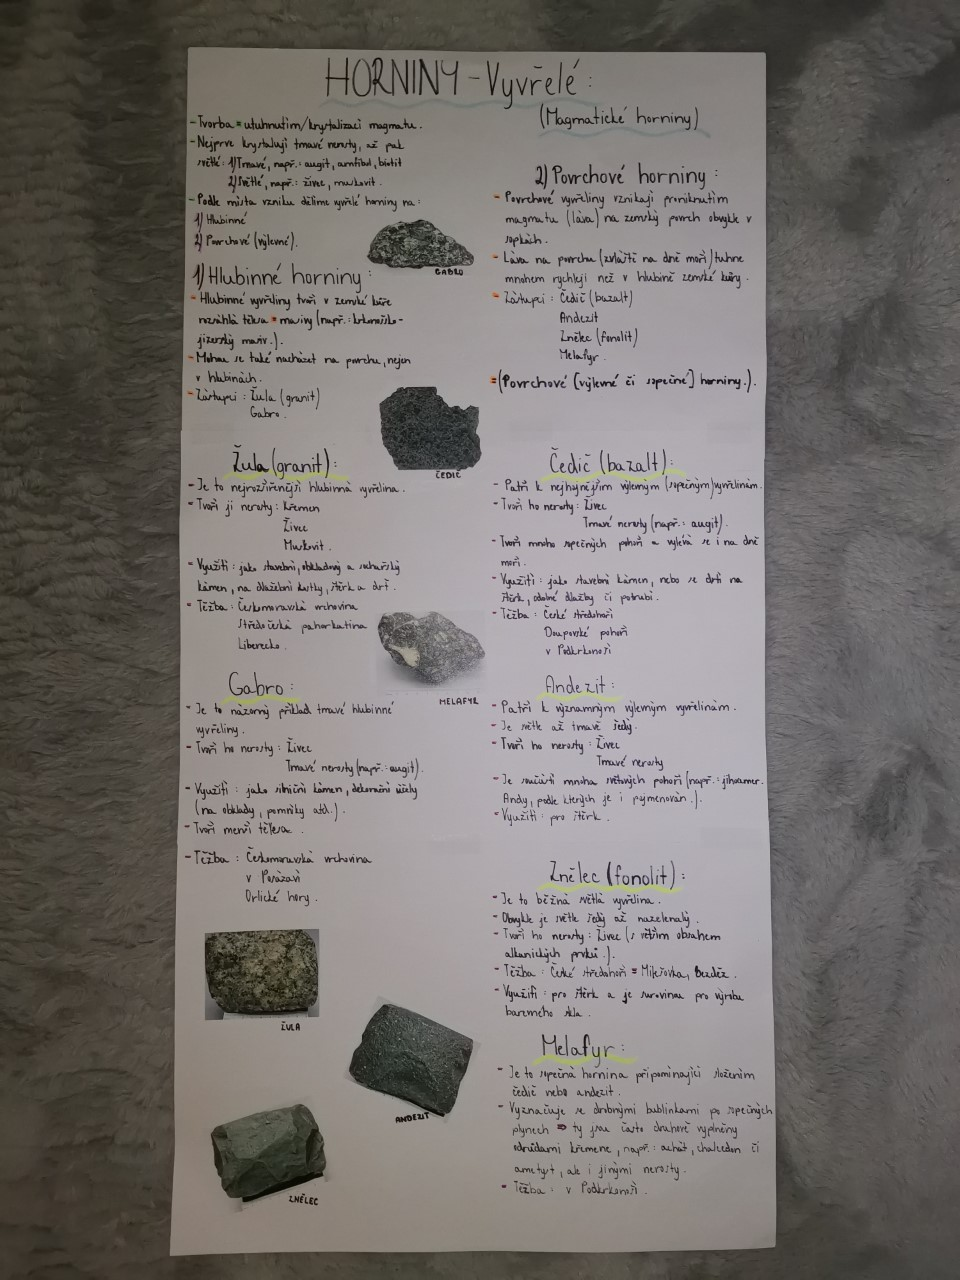 HORNINY - Vyvřelé:
(Magmatické horniny)
- Tvorba = utuhnutím/krystalizací magmatu.
- Nejprve krystalují tmavé nerosty, až pak
světlé: 1) Tmavé, např.: augit, amfibol, biotit
2) Světlé, např.: živec, muskovit.
- Podle místa vzniku dělíme vyvřelé horniny na:
1) Hlubinné
2) Povrchové (výlevné).
GABRO
1) Hlubinné horniny:
- Hlubinné vyvřeliny tvoří v zemské kůře
rozsáhlá tělesa = masivy (např.: krkonošsko-
jizerský masiv.).
- Mohou se také nacházet na povrchu, nejen
v hlubinách.
- Zástupci: Žula (granit)
Gabro.
ČEDIČ
Žula (granit):
- Je to nejrozšířenější hlubinná vyvřelina.
- Tvoří ji nerosty: Křemen
Živec
Muskovit.
- Využití: jako stavební, obkladový a sochařský
kámen, na dlažební kostky, štěrk a drť.
- Těžba: Českomoravská vrchovina
Středočeská pahorkatina
Liberecko.
MELAFYR
Gabro:
- Je to názorný příklad tmavé hlubinné
vyvřeliny.
- Tvoří ho nerosty: Živec
Tmavé nerosty (např.: augit).
- Využití: jako silniční kámen, dekorační účely
(na obklady, pomníky atd.).
- Tvoří menší tělesa.
- Těžba: Českomoravská vrchovina
v Posázaví
Orlické hory.
ŽULA
ANDEZIT
ZNĚLEC
2) Povrchové horniny:
- Povrchové vyvřeliny vznikají proniknutím
magmatu (láva) na zemský povrch obvykle v
sopkách.
- Láva na povrchu (zvláště na dně moří) tuhne
mnohem rychleji než v hlubině zemské kůry.
- Zástupci: Čedič (bazalt)
Andezit
Znělec (fonolit)
Melafyr.
=(Povrchové [výlevné či sopečné] horniny.).
Čedič (bazalt):
- Patří k nejhojnějším výlevným (sopečným) vyvřelinám.
- Tvoří ho nerosty: Živec
Tmavé nerosty (např.: augit).
- Tvoří mnoho sopečných pohoří a vylévá se i na dně
moří.
- Využití: jako stavební kámen, nebo se drtí na
štěrk, odolné dlažby či potrubí.
- Těžba: České středohoří
Doupovské pohoří
v Podkrkonoší
Andezit:
- Patří k významným výlevným vyvřelinám.
- Je světle až tmavě šedý.
- Tvoří ho nerosty: Živec
Tmavé nerosty
- Je součástí mnoha světových pohoří (např.: jihoamer.
Andy, podle kterých je i pojmenován.).
- Využití: pro štěrk.
Znělec (fonolit):
- Je to běžná světlá vyvřelina.
- Obvykle je světle šedý až nazelenalý.
- Tvoří ho nerosty: Živec (s větším obsahem
alkanických prvků.).
- Těžba: České středohoří = Milešovka, Bezděz.
- Využití: pro štěrk a je surovinou pro výrobu
barevného skla.
Melafyr:
- Je to sopečná hornina připomínající složením
čedič nebo andezit.
- Vyznačuje se drobnými bublinkami po sopečných
plynech => ty jsou často druhově vyplněny
odrůdami křemene, např.: achát, chalcedon či
ametyst, ale i jinými nerosty.
- Těžba: v Podkrkonoší.